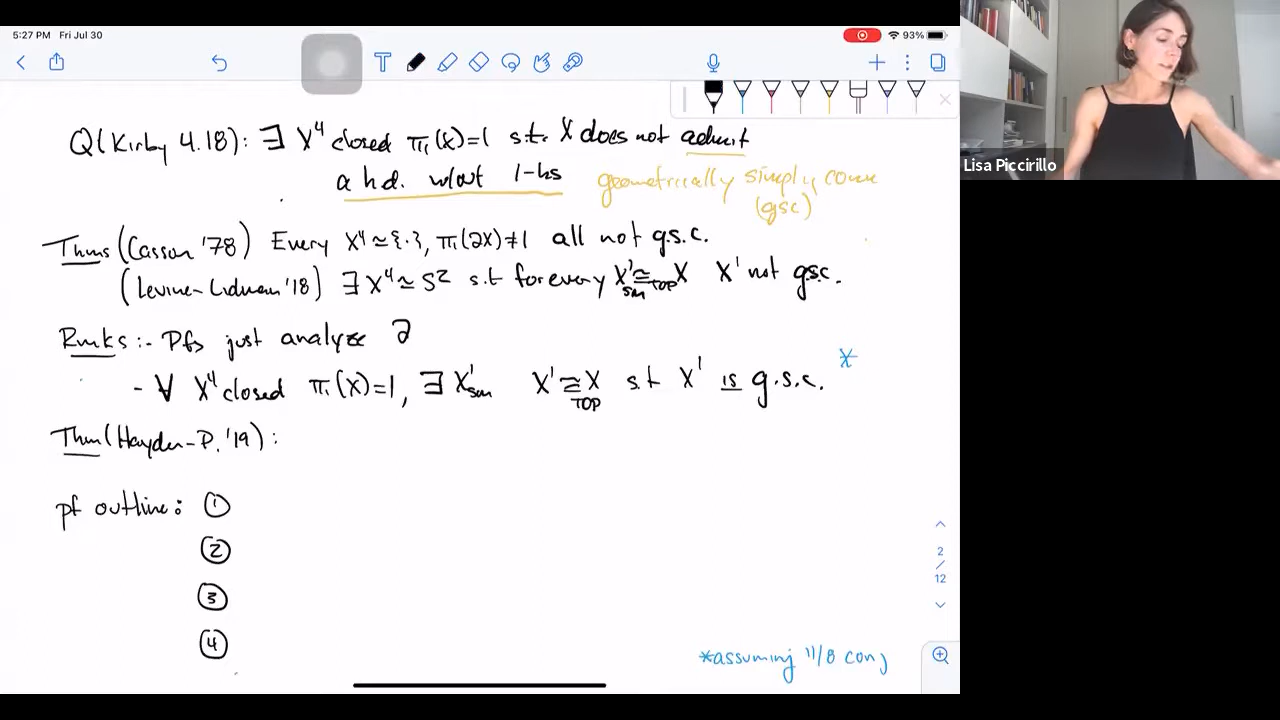 5:27 PM Fri Jul 30
93%
Q(Kirby 4.18): ∃ X⁴ closed π₁(X)=1 s.t. X does not admit
a h.d. w/out 1-hs geometrically simply conn
(gsc)
Thms (Casson '78) Every X⁴≃{·}, π₁(∂X)≠1 all not g.s.c.
(Levine-Lidman '18) ∃ X⁴≃S² s.t for every X'≅X X' not gsc.
sm TOP
Rmks:- Pfs just analyze ∂
*
- ∀ X⁴ closed π₁(X)=1, ∃ X'sm X'≅X s.t X' is g.s.c.
TOP
Thm (Hayden-P. '19):
pf outline: ①
②
③
④
*assuming 11/8 conj
2
/
12
Lisa Piccirillo